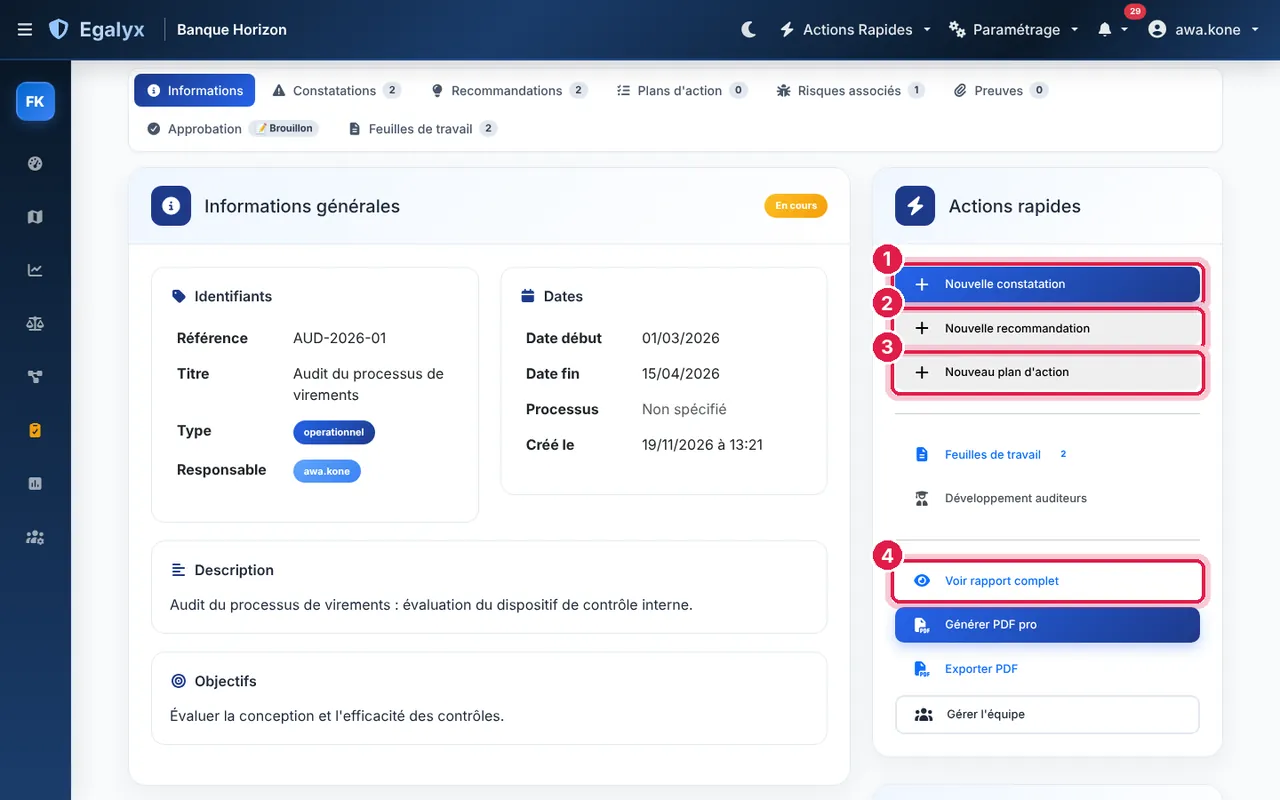 Egalyx
Banque Horizon
Actions Rapides
Paramétrage
29
awa.kone
FK
Informations
Constatations 2
Recommandations 2
Plans d'action 0
Risques associés 1
Preuves 0
Approbation 📝 Brouillon
Feuilles de travail 2
Informations générales
En cours
Identifiants
Référence AUD-2026-01
Titre Audit du processus de
virements
Type operationnel
Responsable awa.kone
Dates
Date début 01/03/2026
Date fin 15/04/2026
Processus Non spécifié
Créé le 19/11/2026 à 13:21
Description
Audit du processus de virements : évaluation du dispositif de contrôle interne.
Objectifs
Évaluer la conception et l'efficacité des contrôles.
Actions rapides
1
Nouvelle constatation
2
Nouvelle recommandation
3
Nouveau plan d'action
Feuilles de travail 2
Développement auditeurs
4
Voir rapport complet
Générer PDF pro
Exporter PDF
Gérer l'équipe